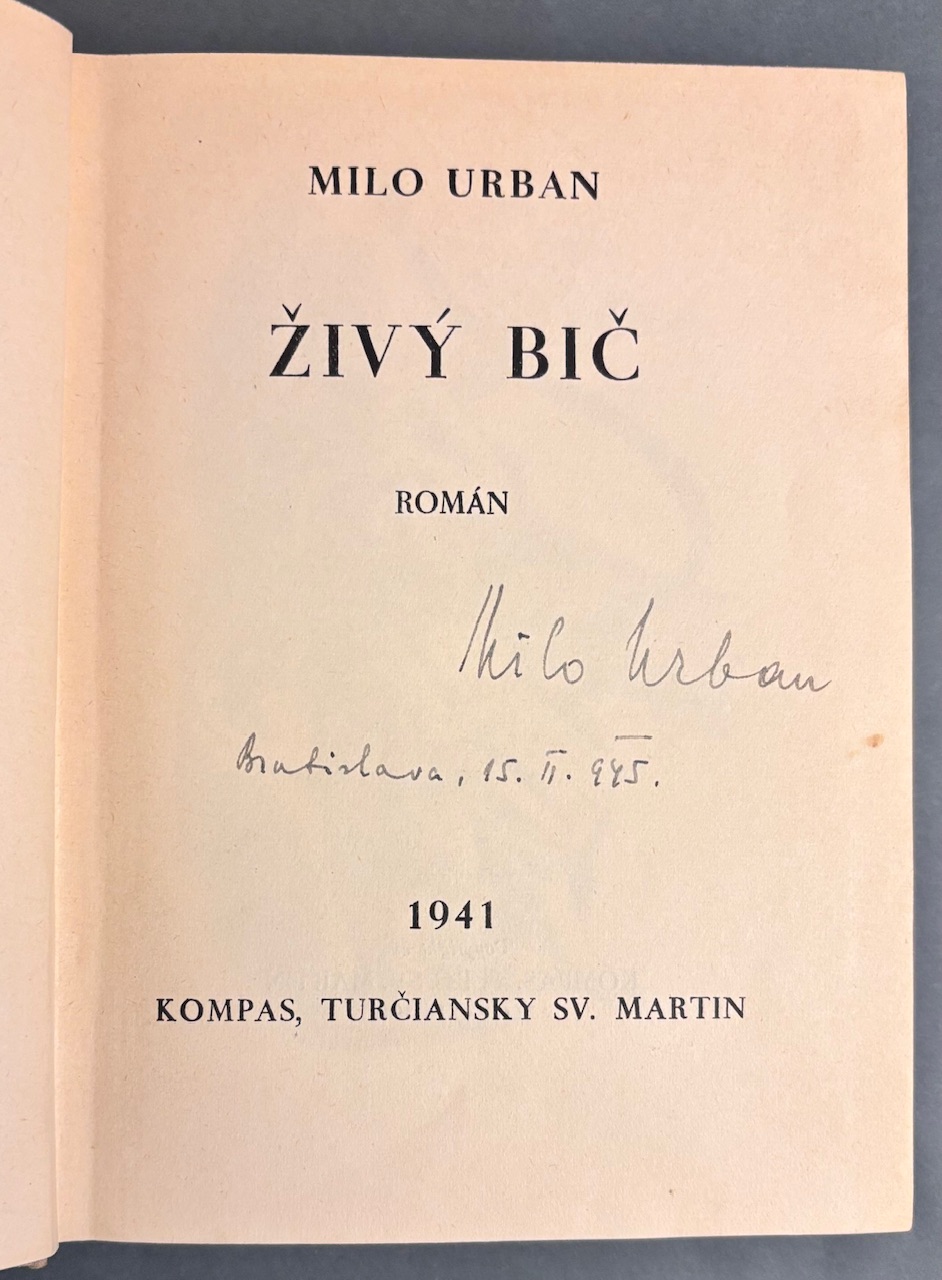 MILO URBAN
ŽIVÝ BIČ
ROMÁN
Milo Urban
Bratislava, 15. II. 945.
1941
KOMPAS, TURČIANSKY SV. MARTIN